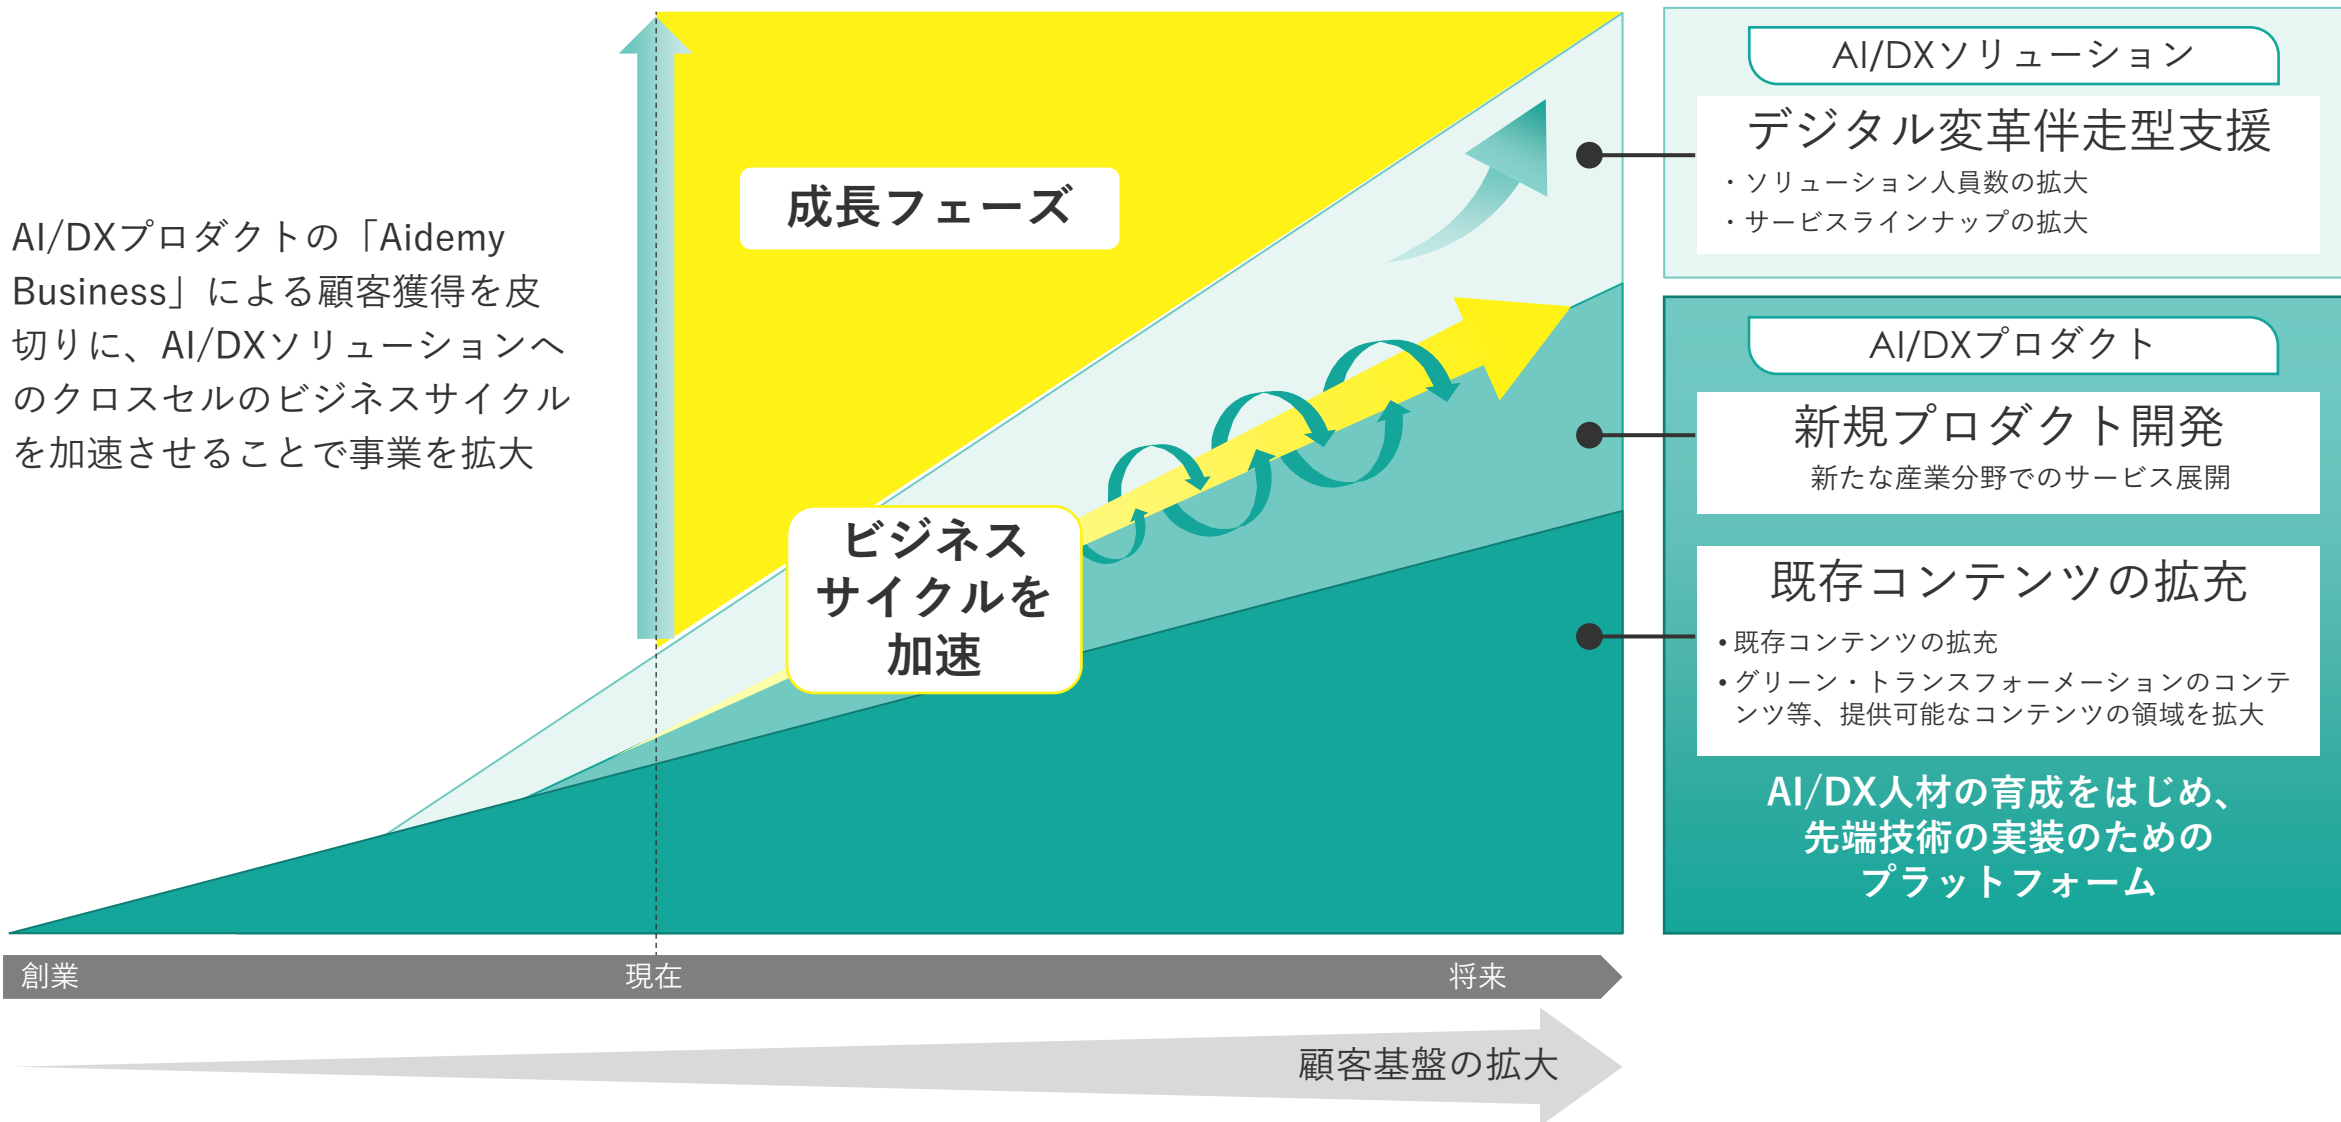 AI/DXプロダクトの「Aidemy
Business」による顧客獲得を皮
切りに、AI/DXソリューションへ
のクロスセルのビジネスサイクル
を加速させることで事業を拡大
成長フェーズ
ビジネス
サイクルを
加速
AI/DXソリューション
デジタル変革伴走型支援
・ソリューション人員数の拡大
・サービスラインナップの拡大
AI/DXプロダクト
新規プロダクト開発
新たな産業分野でのサービス展開
既存コンテンツの拡充
•既存コンテンツの拡充
•グリーン・トランスフォーメーションのコンテ
ンツ等、提供可能なコンテンツの領域を拡大
AI/DX人材の育成をはじめ、
先端技術の実装のための
プラットフォーム
創業 現在 将来
顧客基盤の拡大